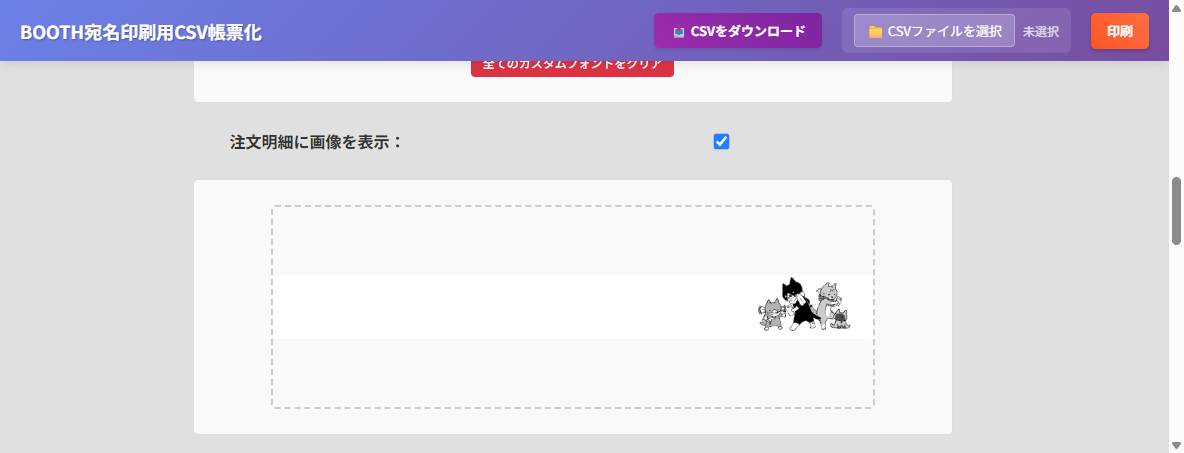 BOOTH宛名印刷用CSV帳票化
CSVをダウンロード
CSVファイルを選択
未選択
印刷
全てのカスタムフォントをクリア
注文明細に画像を表示：